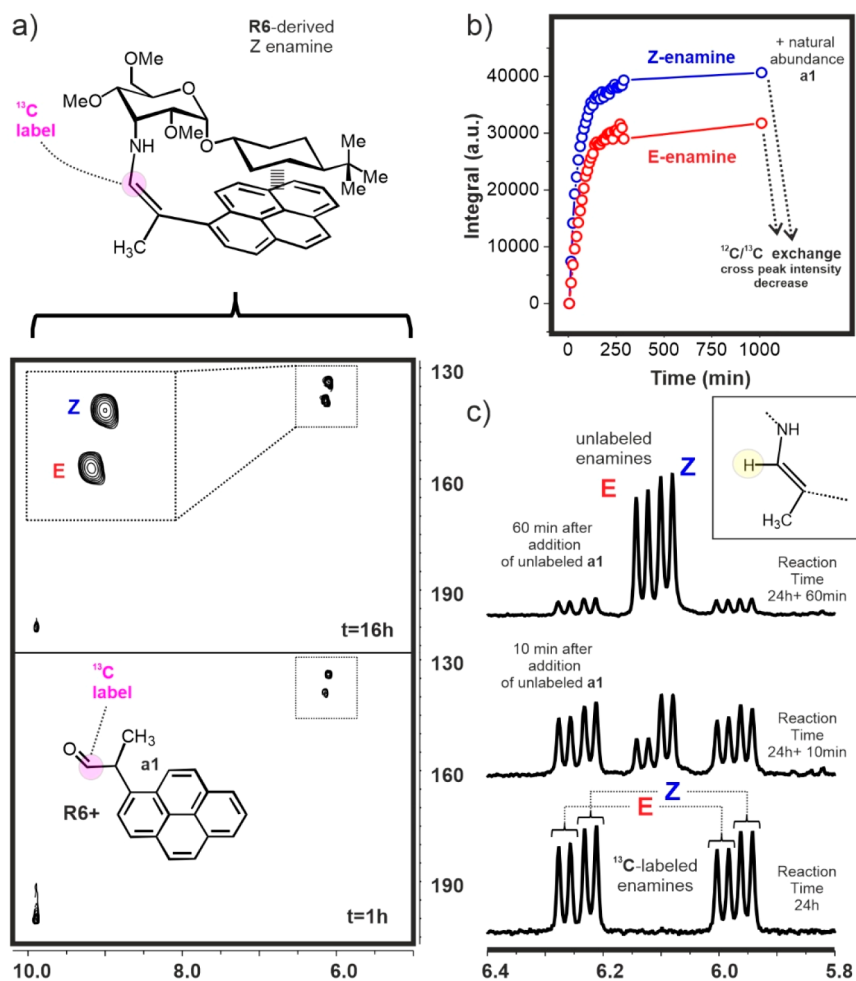 a)
R6-derived
Z enamine
OMe
MeO
O
O
OMe
O
NH
¹³C
label
H₃C
Me
Me
Me
Me
130
Z
E
160
190
t=16h
130
¹³C
label
O
CH₃
a1
R6+
160
190
t=1h
10.0
8.0
6.0
b)
Integral (a.u.)
40000
30000
20000
10000
0
Z-enamine
E-enamine
+ natural
abundance
a1
¹²C/¹³C exchange
cross peak intensity
decrease
0
250
500
750
1000
Time (min)
c)
unlabeled
enamines
E
Z
NH
H
H₃C
60 min after
addition
of unlabeled a1
Reaction
Time
24h+ 60min
10 min after
addition
of unlabeled a1
Reaction
Time
24h+ 10min
Z
E
¹³C-labeled
enamines
Reaction
Time
24h
6.4
6.2
6.0
5.8